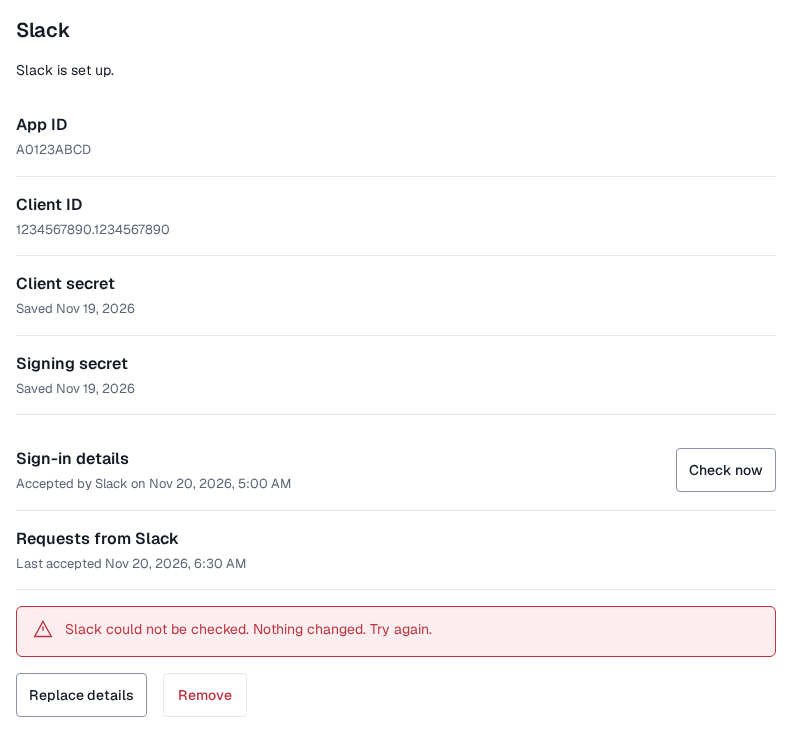 Slack
Slack is set up.
App ID
A0123ABCD
Client ID
1234567890.1234567890
Client secret
Saved Nov 19, 2026
Signing secret
Saved Nov 19, 2026
Sign-in details
Accepted by Slack on Nov 20, 2026, 5:00 AM
Check now
Requests from Slack
Last accepted Nov 20, 2026, 6:30 AM
Slack could not be checked. Nothing changed. Try again.
Replace details
Remove